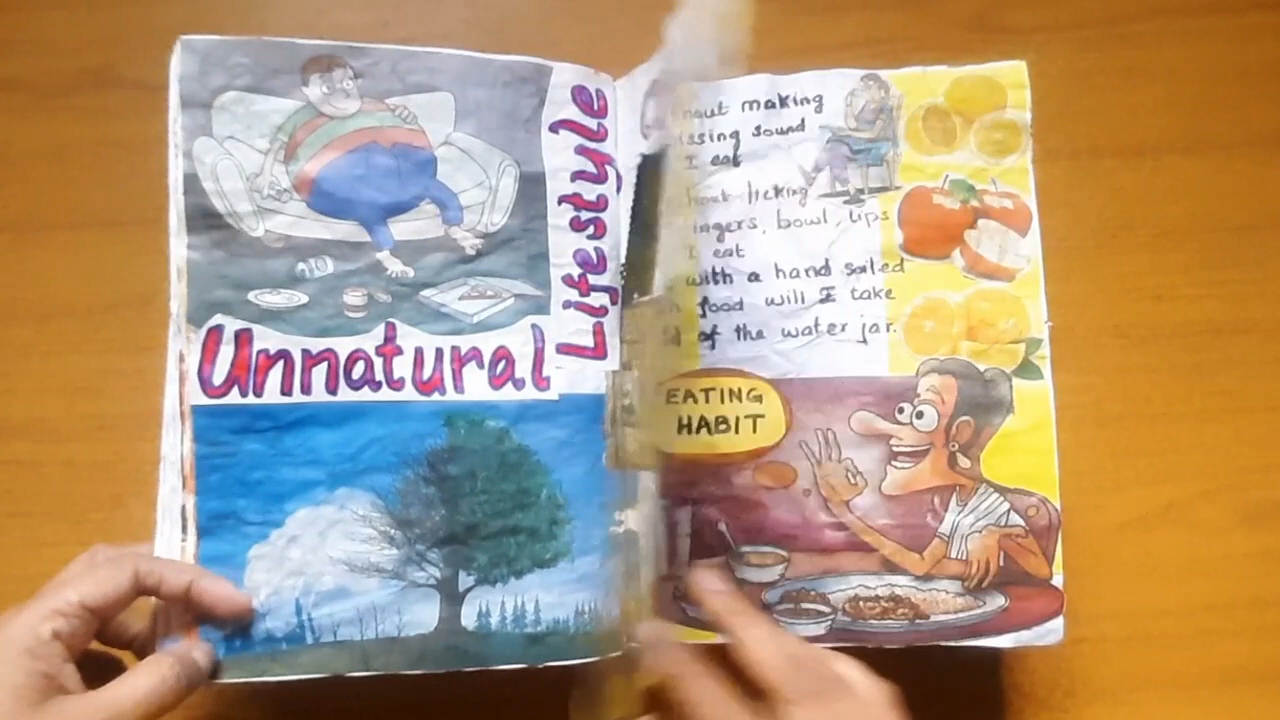 Unnatural
Lifestyle
making
sound
I eat
licking
bowl, lips
I eat
with a hand soiled
food will I take
of the water jar.
EATING
HABIT